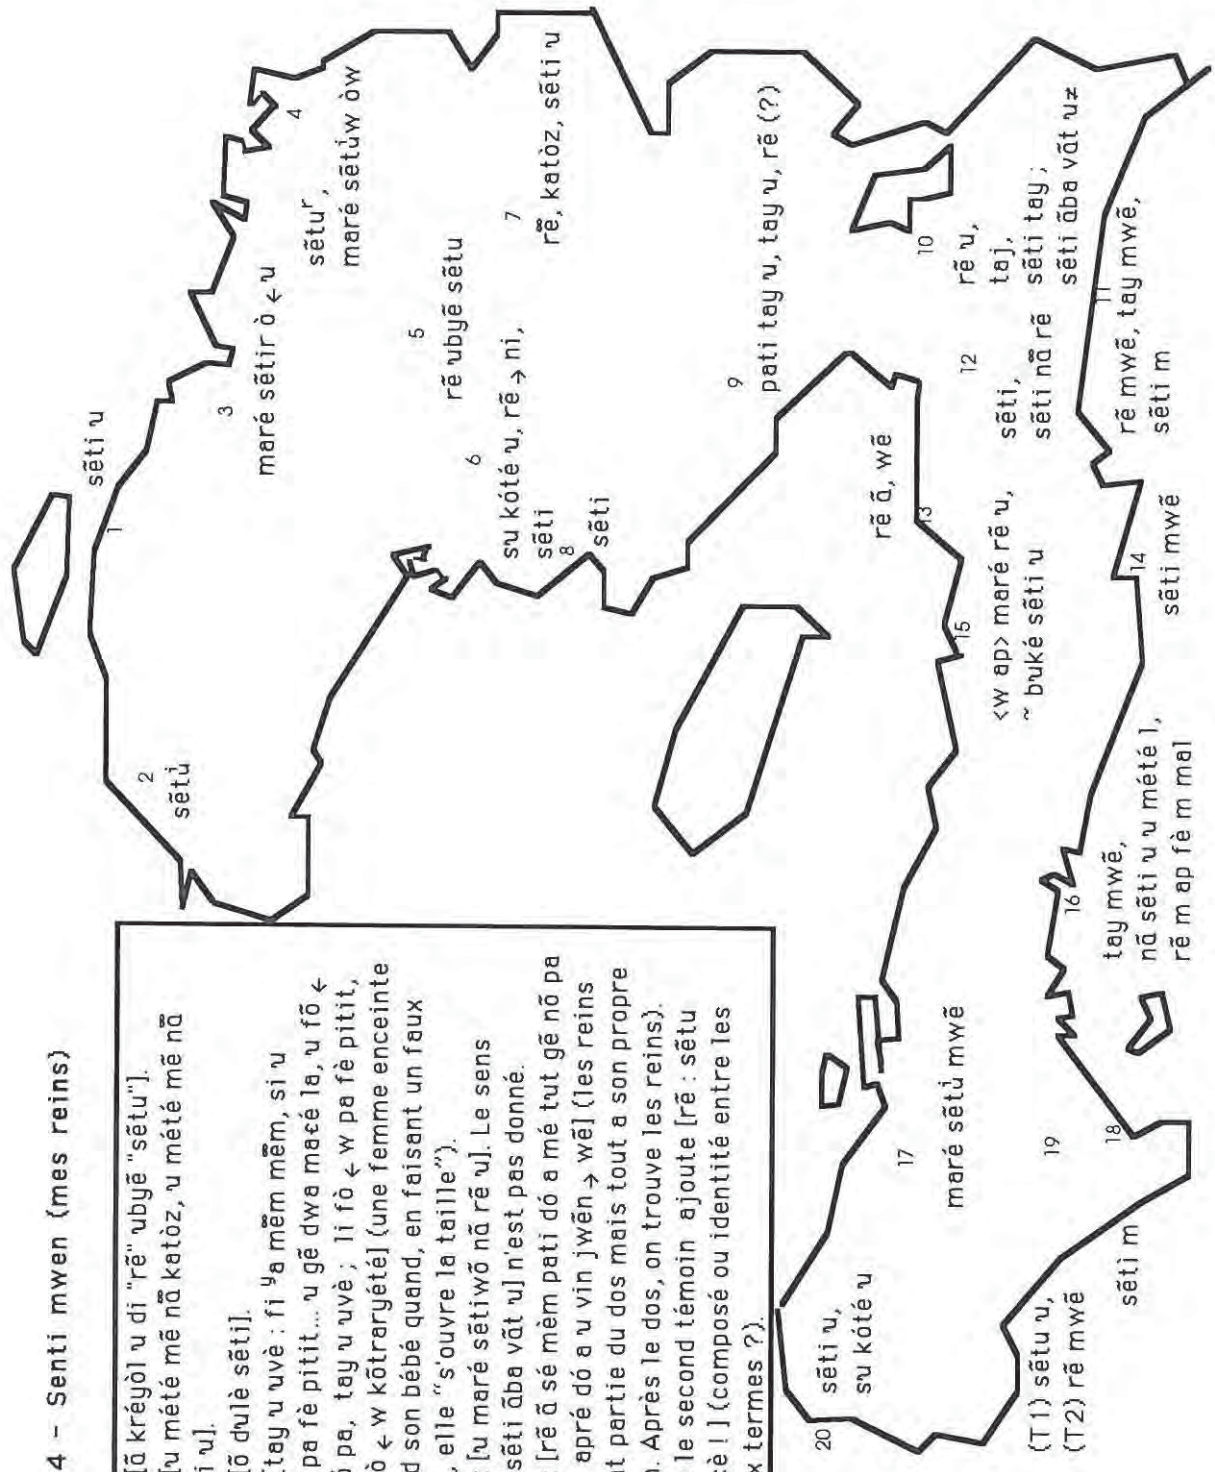 4 - Senti mwen (mes reins)
[ã kréyòl u di "rẽ" ubyẽ "sẽtu"].
[u mété mẽ nã katòz, u mété mẽ nã
i u].
[õ dulè sẽti].
[tay u uvè : fi ʸa mẽm mẽm, si u
pa fè pitit... u gẽ dwa maɛé la, u fõ ←
pa, tay u uvè ; li fò ← w pa fè pitit,
ò ← w kõtraryété] (une femme enceinte
d son bébé quand, en faisant un faux
, elle "s'ouvre la taille").
[u maré sẽtiwõ nã rẽ u]. Le sens
sẽti ãba vãt u] n'est pas donné.
[rẽ ã sé mèm pati dó a mé tut gẽ nõ pa
apré dó a u vin jwẽn → wẽ] (les reins
t partie du dos mais tout a son propre
. Après le dos, on trouve les reins).
le second témoin ajoute [rẽ : sẽtu
cè ! ] (composé ou identité entre les
x termes ?).
1
sẽti u
2
sẽtu̇
3
maré sẽtir ò ← u
4
sẽtuʳ,
maré sẽtu̇w òw
5
rẽ ubyẽ sẽtu
6
su kóté u, rẽ → ni,
sẽti
7
rẽ, katòz, sẽti u
8
sẽti
9
pati tay u, tay u, rẽ (?)
10
rẽ u,
taj,
sẽti tay ;
sẽti ãba vãt u≠
11
rẽ mwẽ, tay mwẽ,
sẽti m
12
sẽti,
sẽti nã rẽ
13
rẽ ã, wẽ
14
sẽti mwẽ
15
<w ap> maré rẽ u,
~ buké sẽti u
16
tay mwẽ,
nã sẽti u u mété l,
rẽ m ap fè m mal
17
maré sẽtu̇ mwẽ
18
sẽti m
19
(T1) sẽtu u,
(T2) rẽ mwẽ
20
sẽti u,
su kóté u